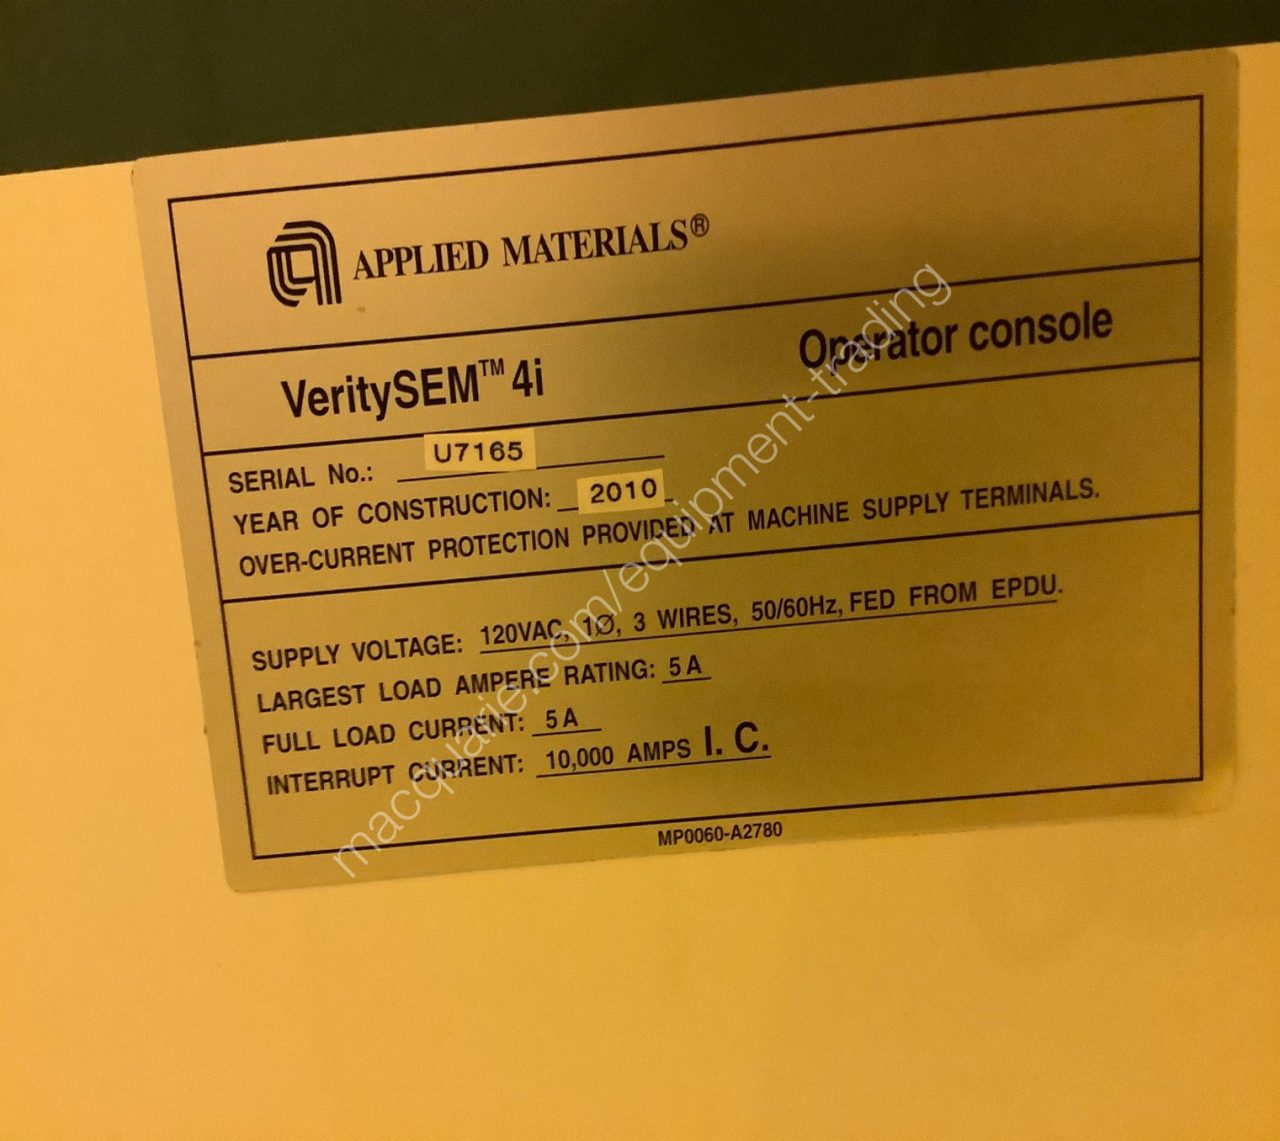 APPLIED MATERIALS®
VeritySEM™ 4i Operator console
SERIAL No.: U7165
YEAR OF CONSTRUCTION: 2010
OVER-CURRENT PROTECTION PROVIDED AT MACHINE SUPPLY TERMINALS.
SUPPLY VOLTAGE: 120VAC, 1Ø, 3 WIRES, 50/60Hz, FED FROM EPDU.
LARGEST LOAD AMPERE RATING: 5 A
FULL LOAD CURRENT: 5 A
INTERRUPT CURRENT: 10,000 AMPS I. C.
MP0060-A2780
macquarie.com/equipment-trading